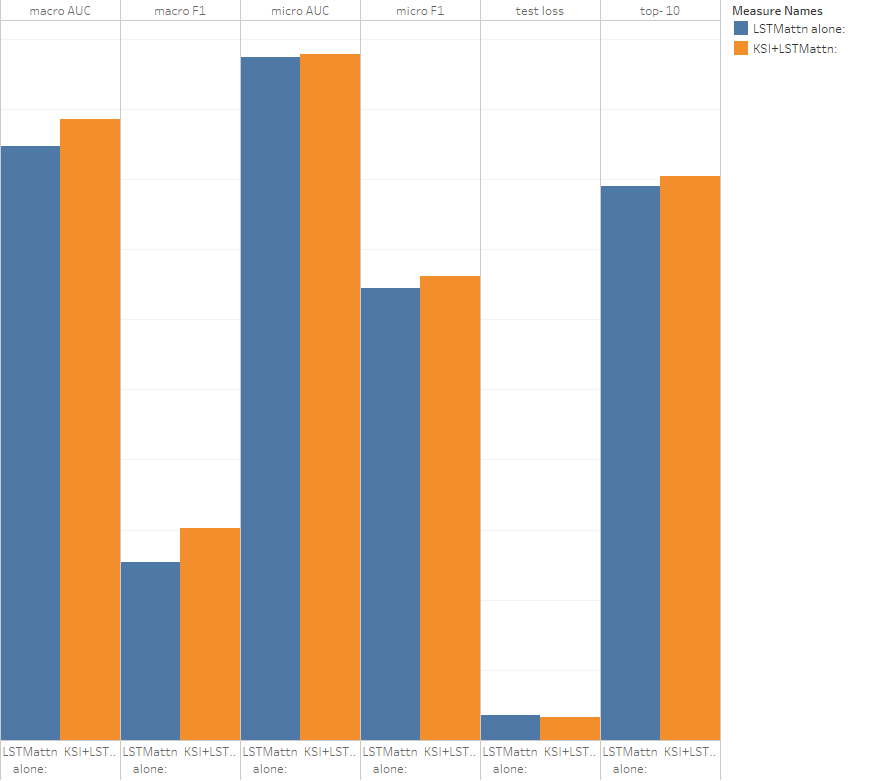 macro AUC macro F1 micro AUC micro F1 test loss top- 10
Measure Names
LSTMattn alone:
KSI+LSTMattn:
LSTMattn KSI+LST.. LSTMattn KSI+LST.. LSTMattn KSI+LST.. LSTMattn KSI+LST.. LSTMattn KSI+LST.. LSTMattn KSI+LST..
alone: alone: alone: alone: alone: alone: